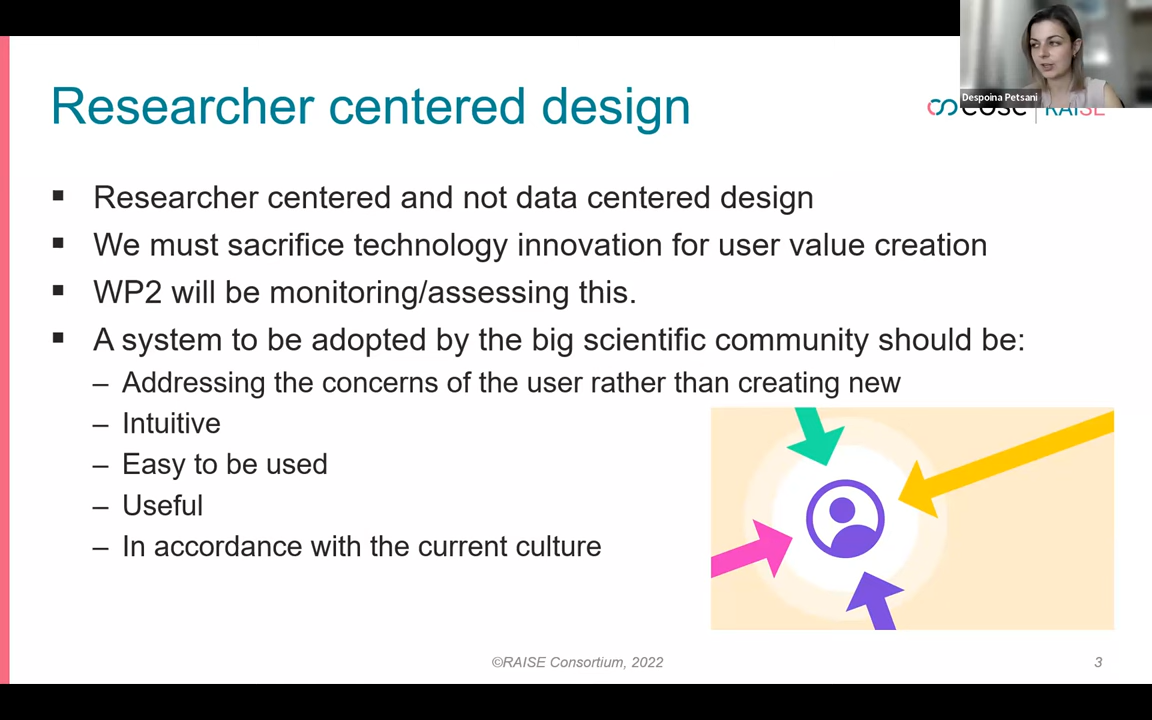 Researcher centered design
Despoina Petsani
eosc | RAISE
Researcher centered and not data centered design
We must sacrifice technology innovation for user value creation
WP2 will be monitoring/assessing this.
A system to be adopted by the big scientific community should be:
– Addressing the concerns of the user rather than creating new
– Intuitive
– Easy to be used
– Useful
– In accordance with the current culture
©RAISE Consortium, 2022
3